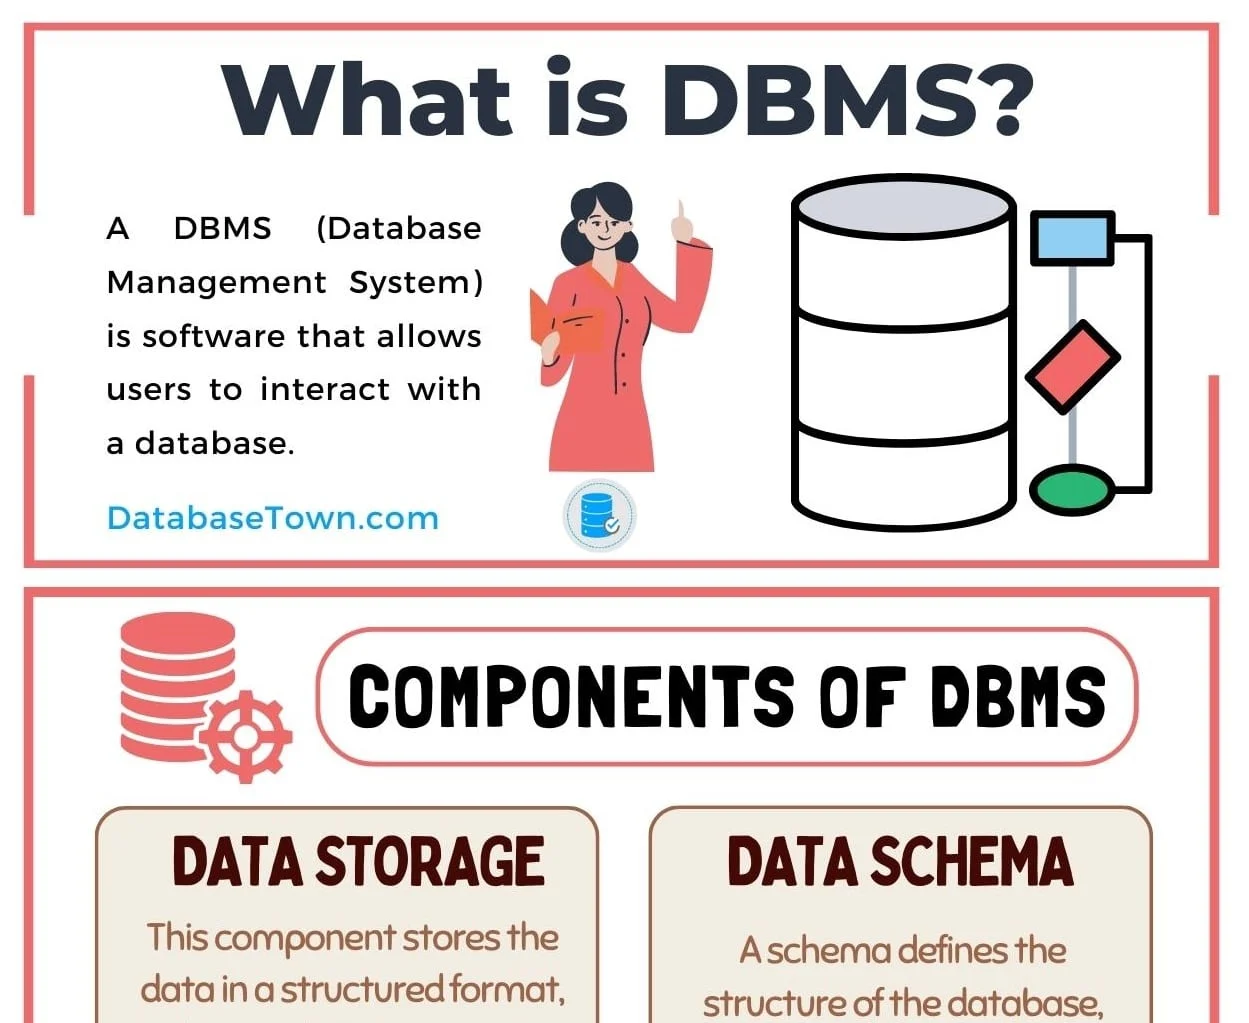 What is DBMS?
A DBMS (Database
Management System)
is software that allows
users to interact with
a database.
DatabaseTown.com
COMPONENTS OF DBMS
DATA STORAGE
This component stores the
data in a structured format,
DATA SCHEMA
A schema defines the
structure of the database,